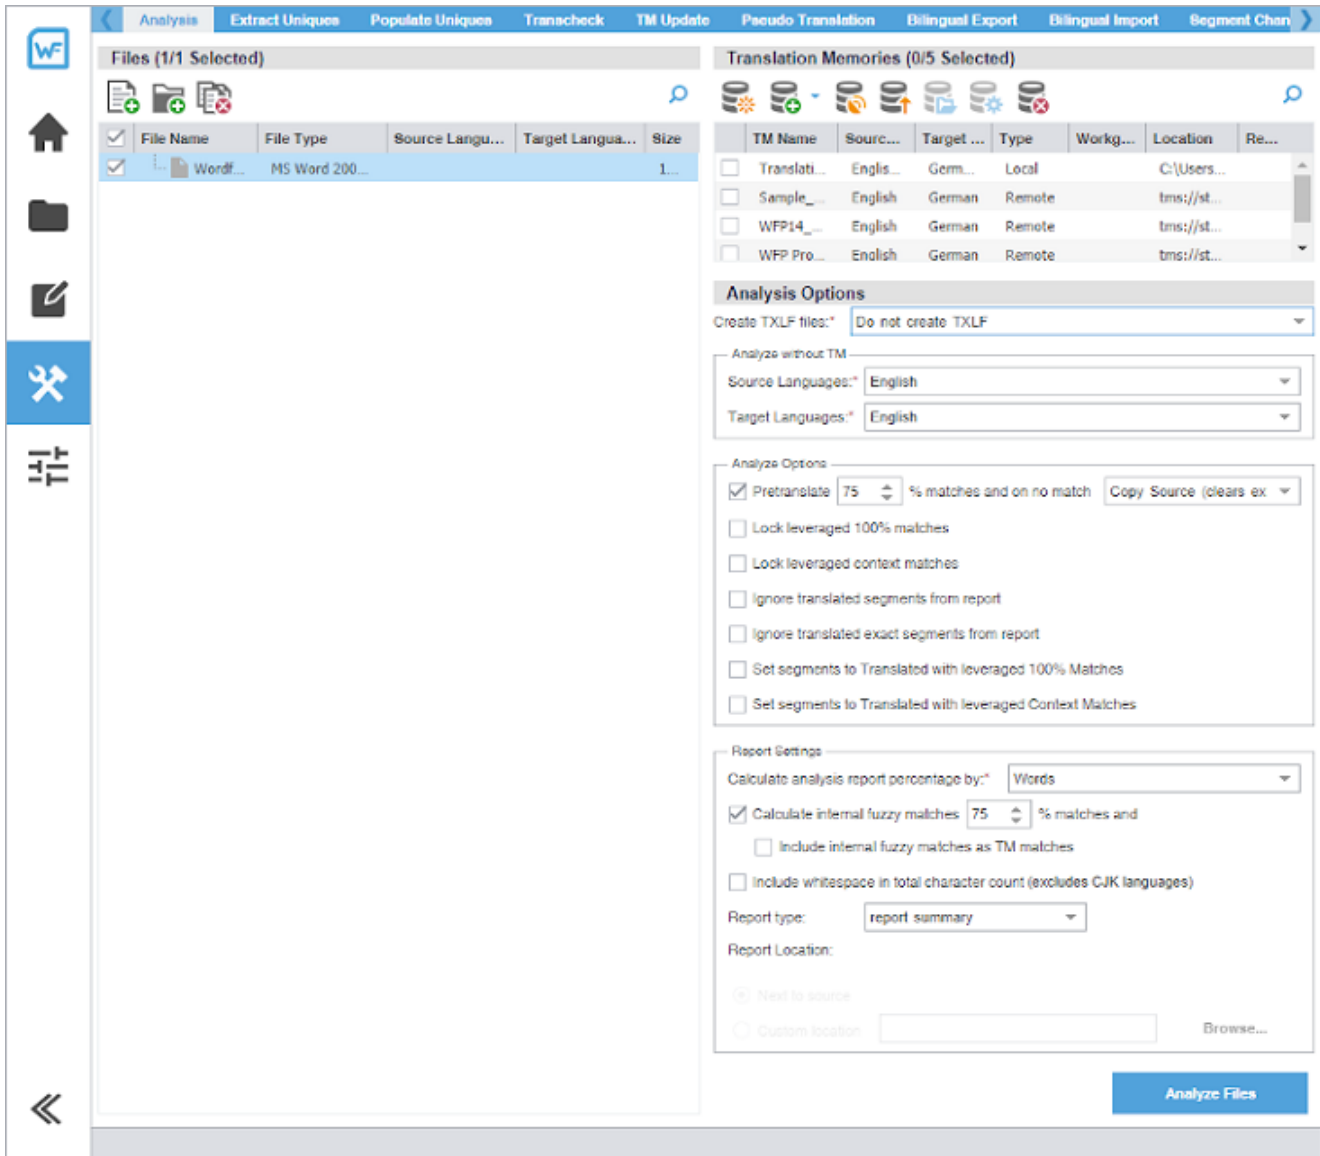 WF
Analysis Extract Uniques Populate Uniques Transcheck TM Update Pseudo Translation Bilingual Export Bilingual Import Segment Chan
Files (1/1 Selected)
File Name File Type Source Langu... Target Langua... Size
Wordf... MS Word 200... 1...
Translation Memories (0/5 Selected)
TM Name Sourc... Target ... Type Workg... Location Re...
Translati... Englis... Germ... Local C:\Users...
Sample_... English German Remote tms://st...
WFP14_... English German Remote tms://st...
WFP Pro... English German Remote tms://st...
Analysis Options
Create TXLF files:* Do not create TXLF
Analyze without TM
Source Languages:* English
Target Languages:* English
Analyze Options
Pretranslate 75 % matches and on no match Copy Source (clears ex
Lock leveraged 100% matches
Lock leveraged context matches
Ignore translated segments from report
Ignore translated exact segments from report
Set segments to Translated with leveraged 100% Matches
Set segments to Translated with leveraged Context Matches
Report Settings
Calculate analysis report percentage by:* Words
Calculate internal fuzzy matches 75 % matches and
Include internal fuzzy matches as TM matches
Include whitespace in total character count (excludes CJK languages)
Report type: report summary
Report Location:
Next to source
Custom location Browse...
Analyze Files